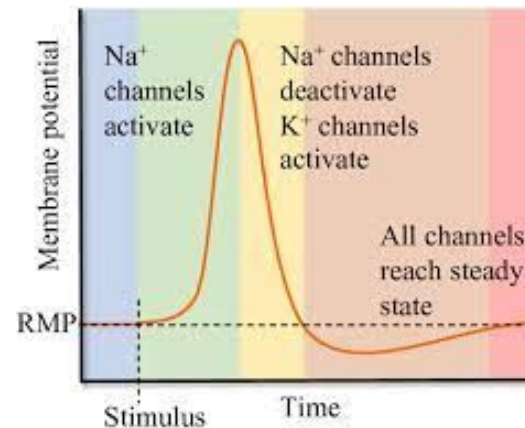 Membrane potential
Na⁺
channels
activate
Na⁺ channels
deactivate
K⁺ channels
activate
All channels
reach steady
state
RMP
Stimulus
Time